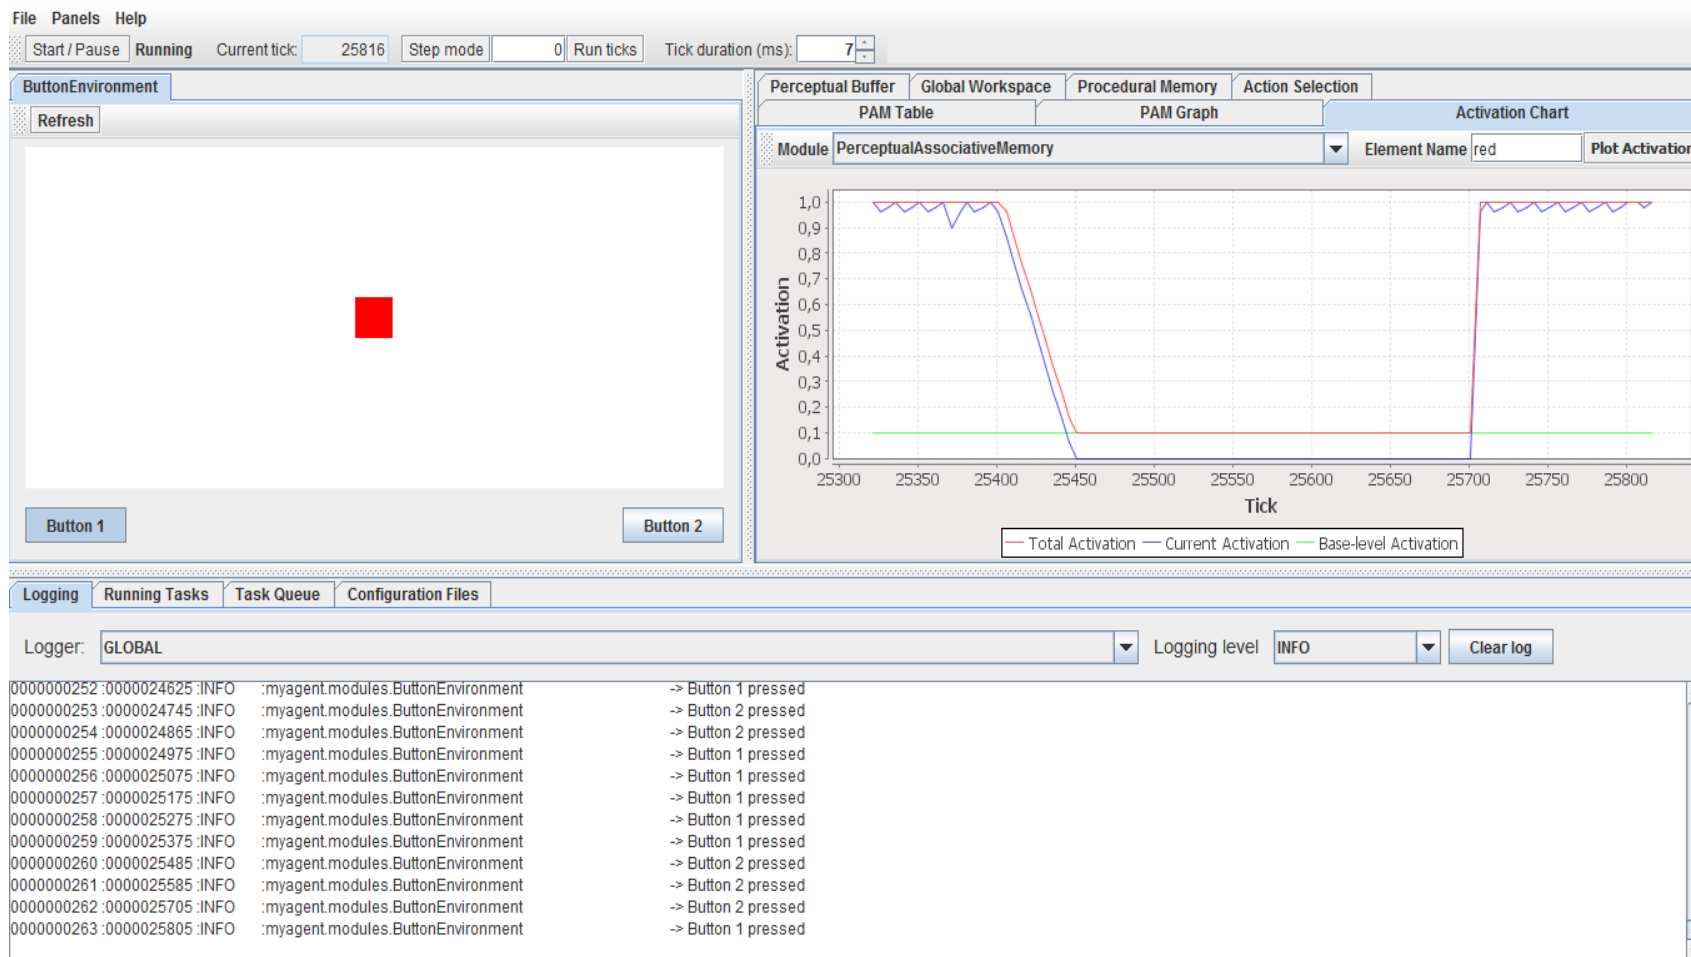 File Panels Help
Start / Pause Running Current tick: 25816 Step mode 0 Run ticks Tick duration (ms): 7
ButtonEnvironment
Refresh
Button 1 Button 2
Perceptual Buffer Global Workspace Procedural Memory Action Selection
PAM Table PAM Graph Activation Chart
Module PerceptualAssociativeMemory Element Name red Plot Activation
1,0
0,9
0,8
0,7
0,6
0,5
0,4
0,3
0,2
0,1
0,0
Activation
25300 25350 25400 25450 25500 25550 25600 25650 25700 25750 25800
Tick
Total Activation Current Activation Base-level Activation
Logging Running Tasks Task Queue Configuration Files
Logger: GLOBAL Logging level INFO Clear log
0000000252 :0000024625 :INFO :myagent.modules.ButtonEnvironment -> Button 1 pressed
0000000253 :0000024745 :INFO :myagent.modules.ButtonEnvironment -> Button 2 pressed
0000000254 :0000024865 :INFO :myagent.modules.ButtonEnvironment -> Button 2 pressed
0000000255 :0000024975 :INFO :myagent.modules.ButtonEnvironment -> Button 1 pressed
0000000256 :0000025075 :INFO :myagent.modules.ButtonEnvironment -> Button 1 pressed
0000000257 :0000025175 :INFO :myagent.modules.ButtonEnvironment -> Button 1 pressed
0000000258 :0000025275 :INFO :myagent.modules.ButtonEnvironment -> Button 1 pressed
0000000259 :0000025375 :INFO :myagent.modules.ButtonEnvironment -> Button 1 pressed
0000000260 :0000025485 :INFO :myagent.modules.ButtonEnvironment -> Button 2 pressed
0000000261 :0000025585 :INFO :myagent.modules.ButtonEnvironment -> Button 2 pressed
0000000262 :0000025705 :INFO :myagent.modules.ButtonEnvironment -> Button 2 pressed
0000000263 :0000025805 :INFO :myagent.modules.ButtonEnvironment -> Button 1 pressed